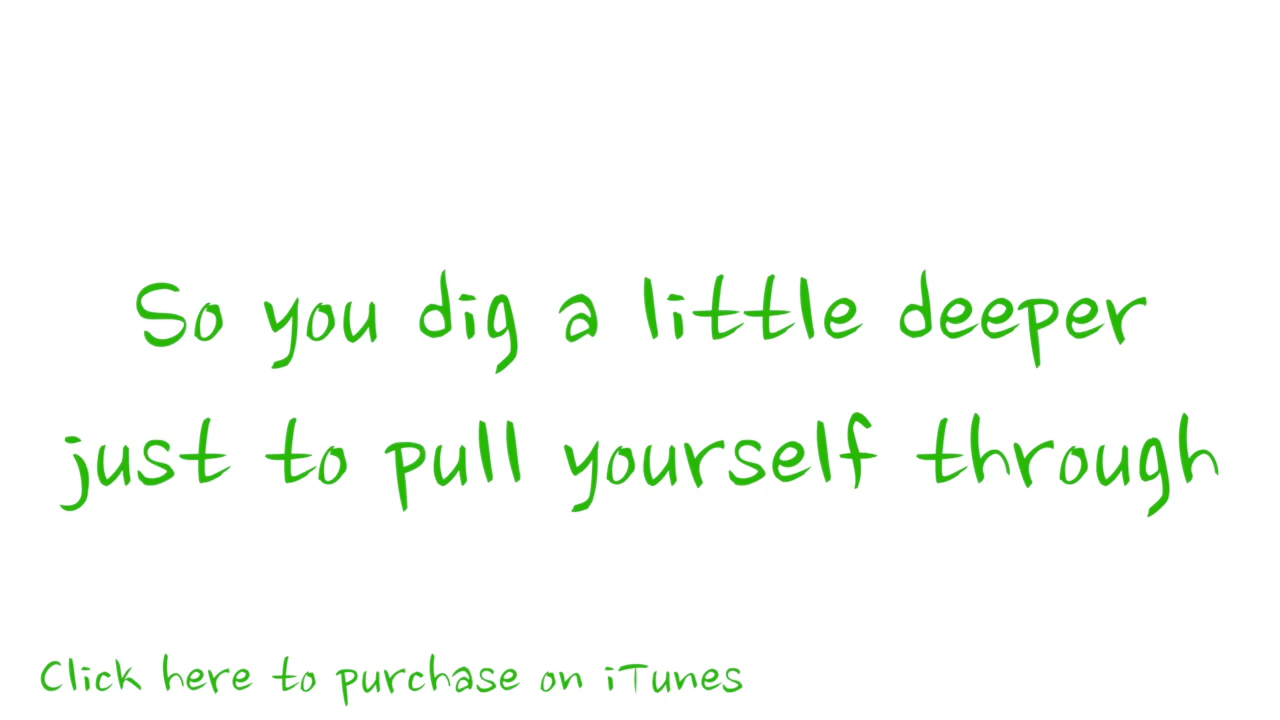 So you dig a little deeper
just to pull yourself through
Click here to purchase on iTunes